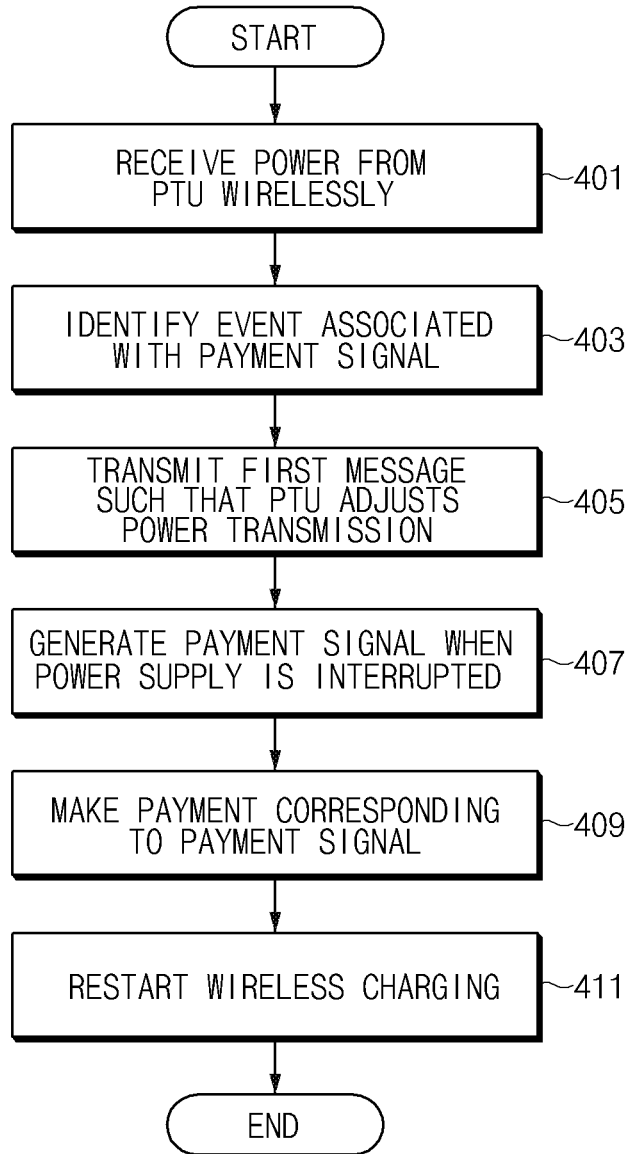 START
RECEIVE POWER FROM
PTU WIRELESSLY
401
IDENTIFY EVENT ASSOCIATED
WITH PAYMENT SIGNAL
403
TRANSMIT FIRST MESSAGE
SUCH THAT PTU ADJUSTS
POWER TRANSMISSION
405
GENERATE PAYMENT SIGNAL WHEN
POWER SUPPLY IS INTERRUPTED
407
MAKE PAYMENT CORRESPONDING
TO PAYMENT SIGNAL
409
RESTART WIRELESS CHARGING
411
END